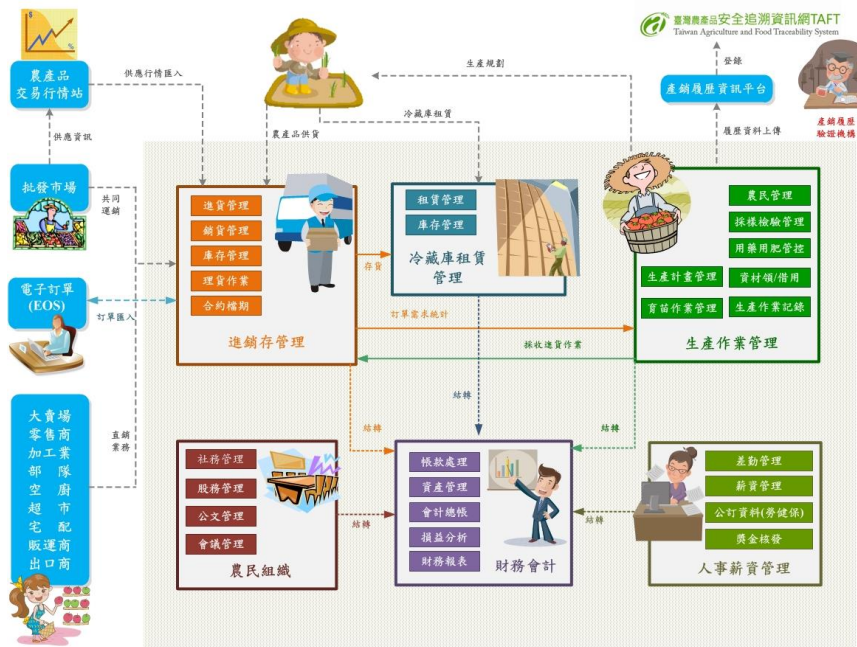 臺灣農產品安全追溯資訊網TAFT
Taiwan Agriculture and Food Traceability System
農產品
交易行情站
供應行情匯入
生產規劃
登錄
產銷履歷資訊平台
產銷履歷
驗證機構
供應資訊
農產品供貨
冷藏庫租賃
履歷資料上傳
批發市場
共同
運銷
進貨管理
銷貨管理
庫存管理
理貨作業
合約檔期
進銷存管理
存貨
租賃管理
庫存管理
冷藏庫租賃
管理
農民管理
採樣檢驗管理
用藥用肥管控
生產計畫管理
資材領/借用
育苗作業管理
生產作業記錄
生產作業管理
電子訂單
(EOS)
訂單匯入
訂單需求統計
採收進貨作業
結轉
結轉
結轉
大賣場
零售商
加工業
部隊
空廚
超市
宅配
販運商
出口商
直銷
業務
社務管理
股務管理
公文管理
會議管理
農民組織
結轉
帳款處理
資產管理
會計總帳
損益分析
財務報表
財務會計
結轉
差勤管理
薪資管理
公訂資料(勞健保)
獎金核發
人事薪資管理